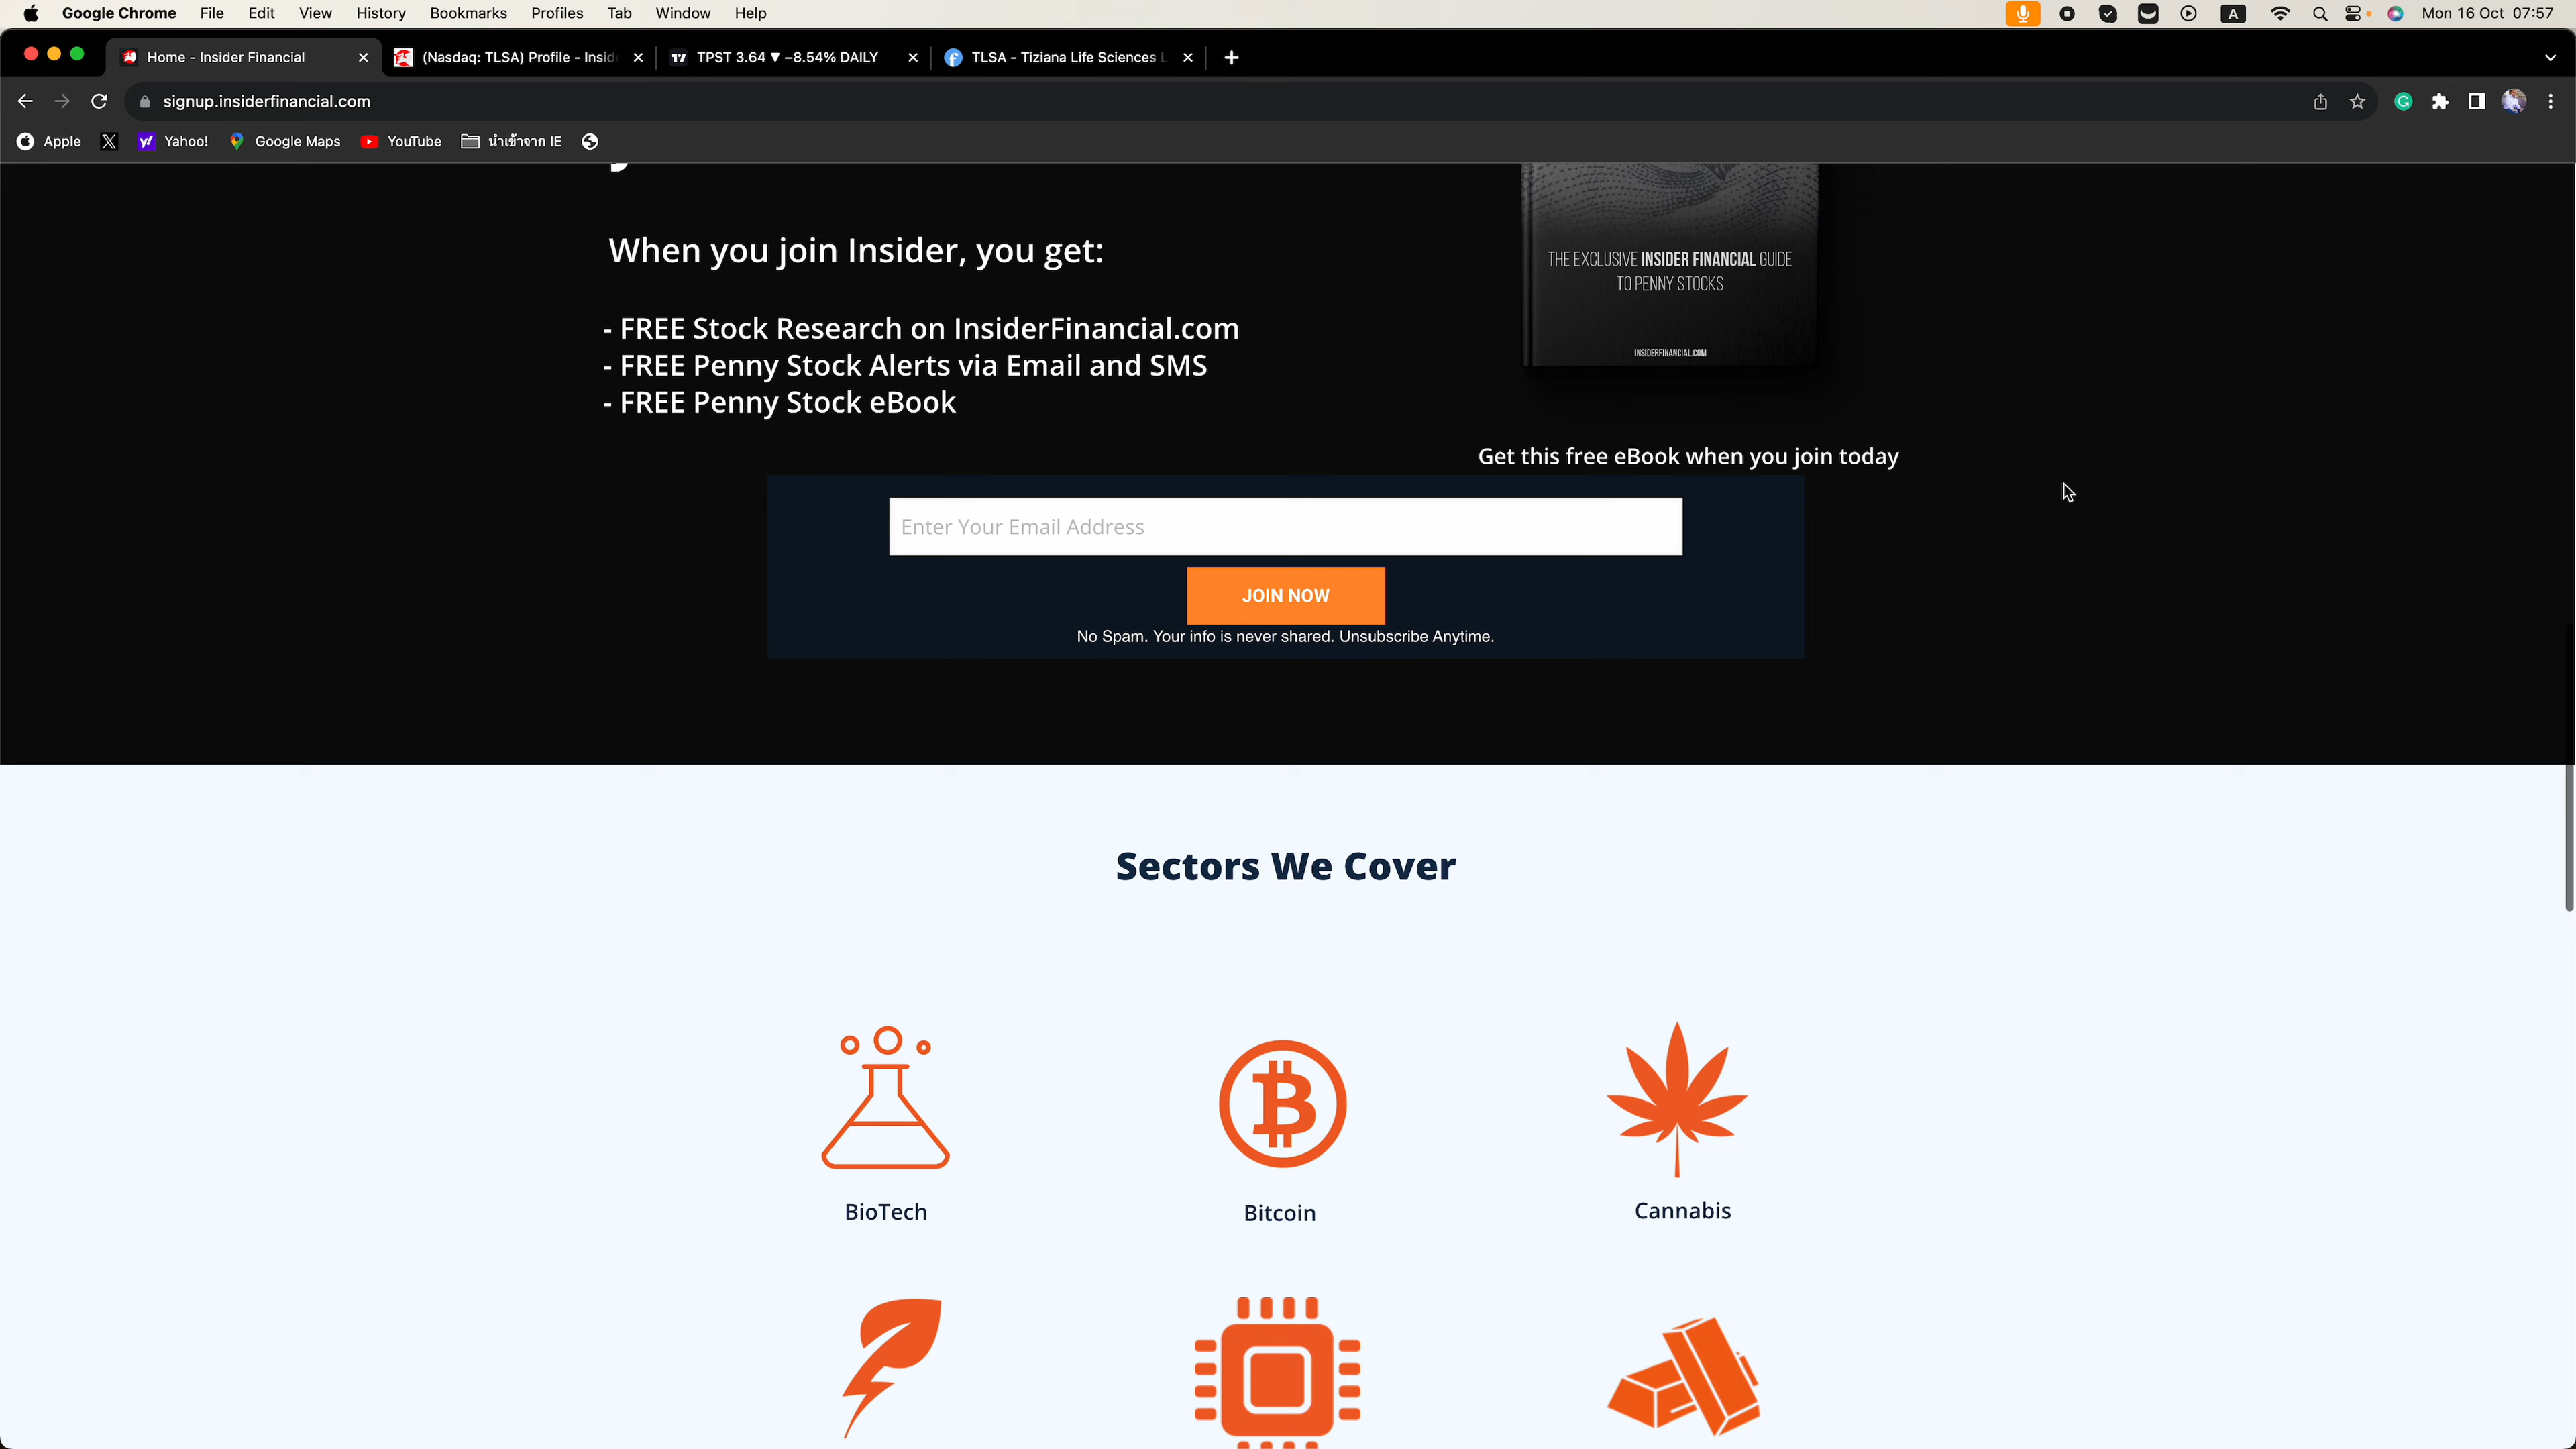 Google Chrome File Edit View History Bookmarks Profiles Tab Window Help A Mon 16 Oct 07:57
Home - Insider Financial (Nasdaq: TLSA) Profile - Insid TPST 3.64 ▼ −8.54% DAILY TLSA - Tiziana Life Sciences L
signup.insiderfinancial.com
Apple Yahoo! Google Maps YouTube นำเข้าจาก IE
When you join Insider, you get:
- FREE Stock Research on InsiderFinancial.com
- FREE Penny Stock Alerts via Email and SMS
- FREE Penny Stock eBook
THE EXCLUSIVE INSIDER FINANCIAL GUIDE
TO PENNY STOCKS
INSIDERFINANCIAL.COM
Get this free eBook when you join today
Enter Your Email Address
JOIN NOW
No Spam. Your info is never shared. Unsubscribe Anytime.
Sectors We Cover
BioTech
Bitcoin
Cannabis